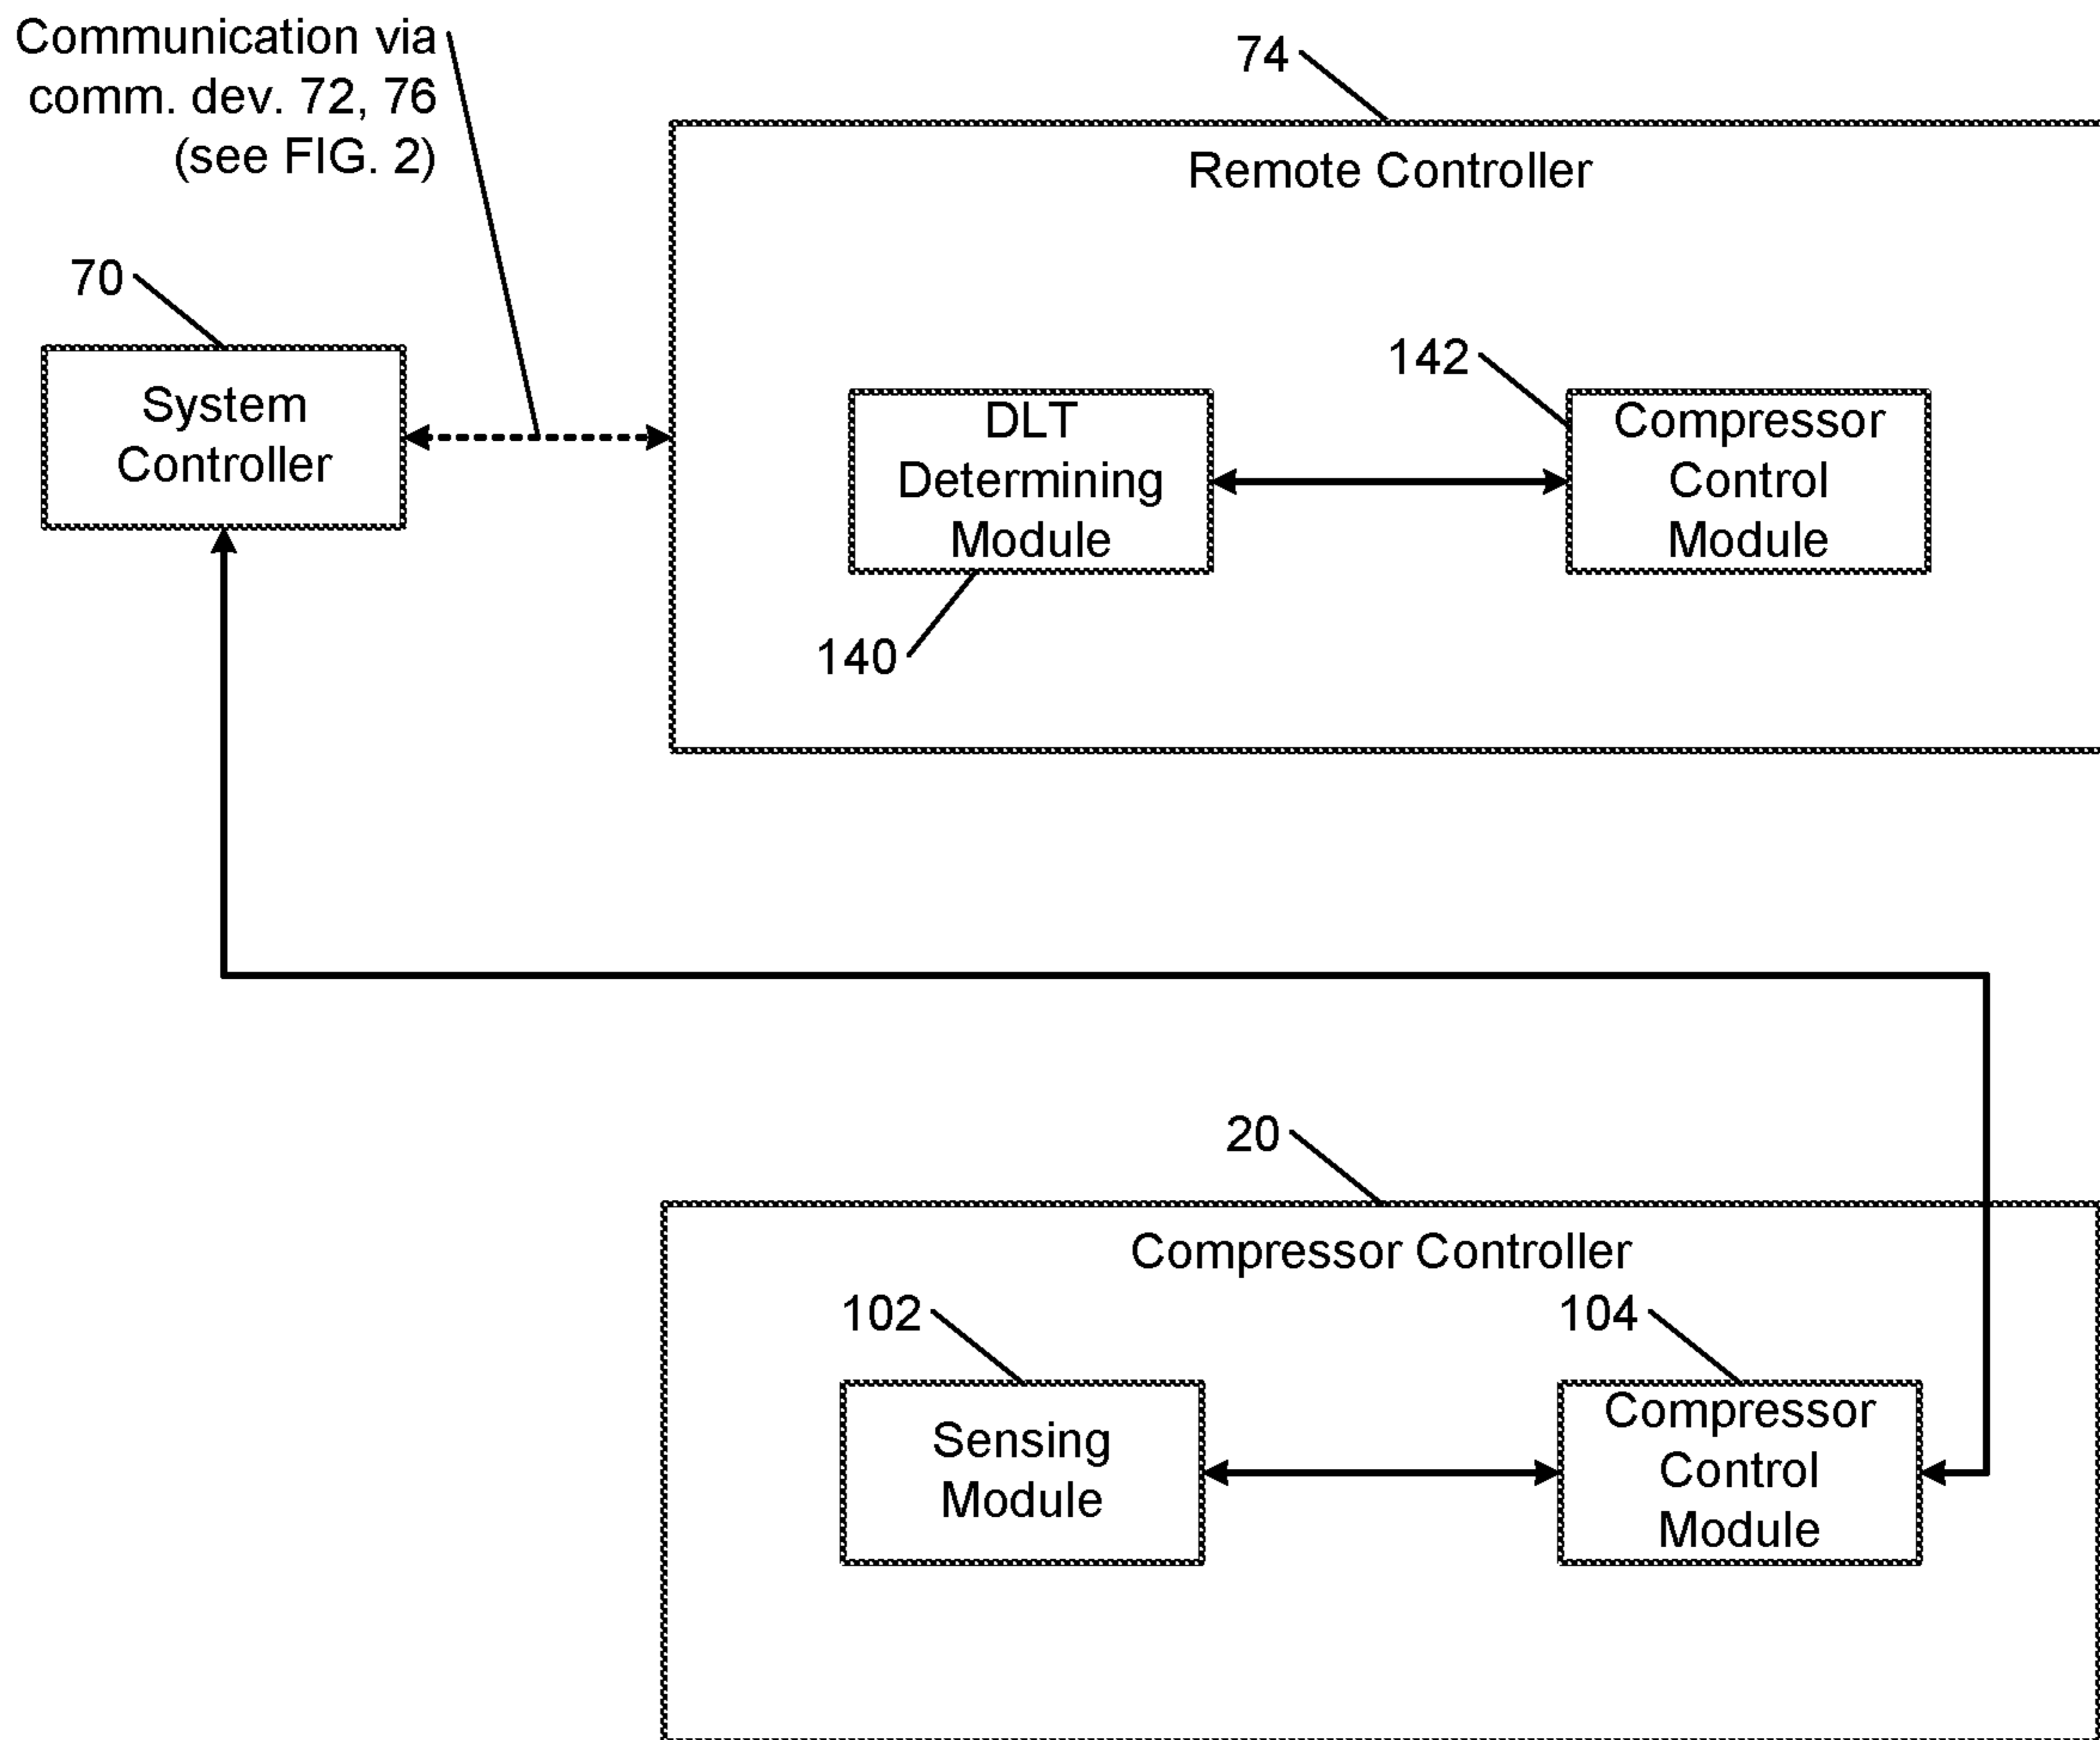 Communication via
comm. dev. 72, 76
(see FIG. 2)
74
Remote Controller
70
System
Controller
142
DLT
Determining
Module
Compressor
Control
Module
140
20
Compressor Controller
102
104
Sensing
Module
Compressor
Control
Module